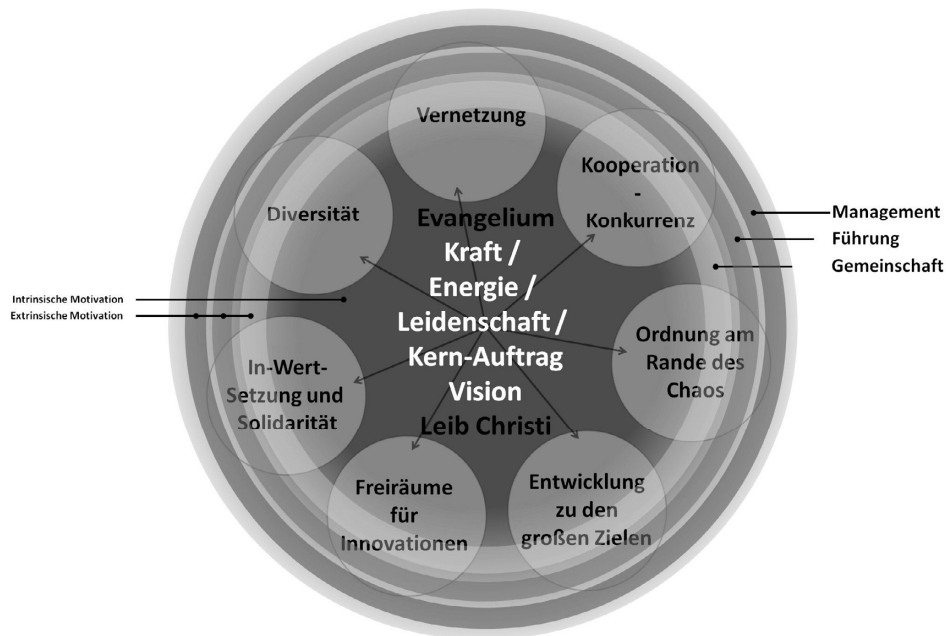 Vernetzung
Kooperation
-
Konkurrenz
Diversität
Evangelium
Kraft /
Energie /
Leidenschaft /
Kern-Auftrag
Vision
Leib Christi
Management
Führung
Gemeinschaft
Intrinsische Motivation
Extrinsische Motivation
Ordnung am
Rande des
Chaos
In-Wert-
Setzung und
Solidarität
Freiräume
für
Innovationen
Entwicklung
zu den
großen Zielen